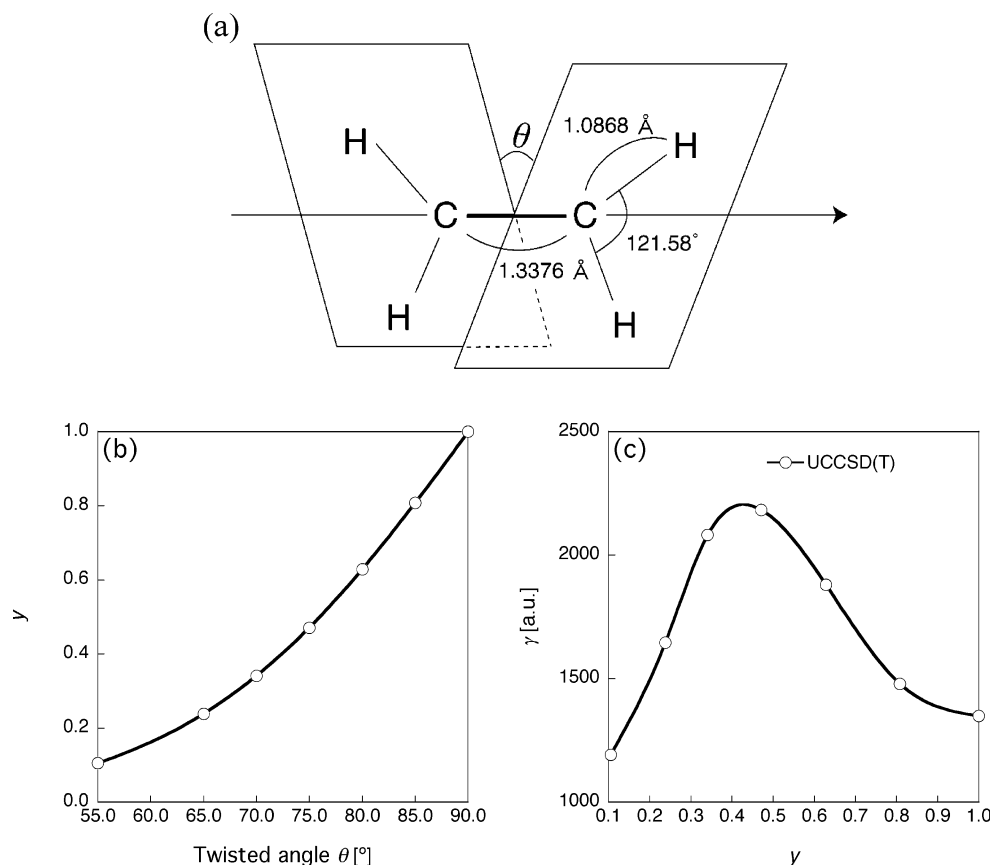 (a)
θ
1.0868 Å
H
H
C
C
121.58°
1.3376 Å
H
H
(b)
1.0
0.8
0.6
0.4
0.2
0.0
y
55.0 60.0 65.0 70.0 75.0 80.0 85.0 90.0
Twisted angle θ [º]
(c)
UCCSD(T)
2500
2000
1500
1000
γ [a.u.]
0.1 0.2 0.3 0.4 0.5 0.6 0.7 0.8 0.9 1.0
y